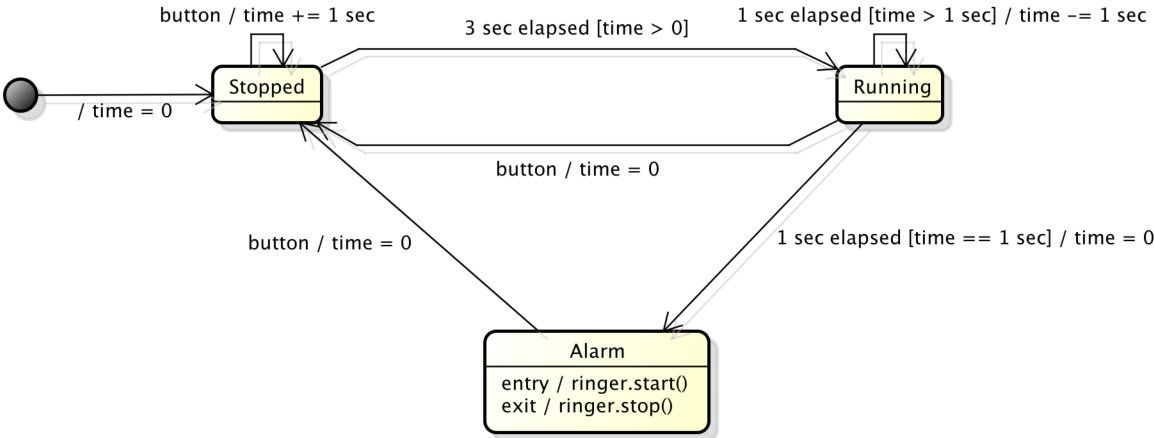 button / time += 1 sec
3 sec elapsed [time > 0]
1 sec elapsed [time > 1 sec] / time -= 1 sec
Stopped
Running
/ time = 0
button / time = 0
button / time = 0
1 sec elapsed [time == 1 sec] / time = 0
Alarm
entry / ringer.start()
exit / ringer.stop()